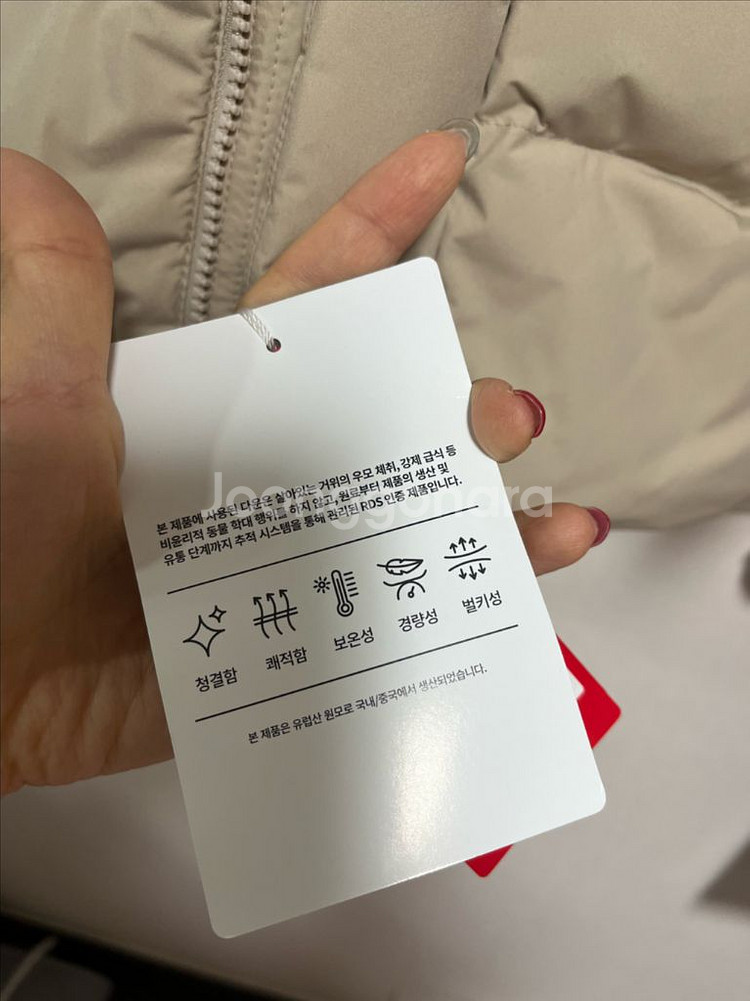 본 제품에 사용된 다운은 살아있는 거위의 우모 채취, 강제 급식 등
비윤리적 동물 학대 행위를 하지 않고, 원료부터 제품의 생산 및
유통 단계까지 추적 시스템을 통해 관리된 RDS 인증 제품입니다.
Joonggonara
청결함 쾌적함 보온성 경량성 벌키성
본 제품은 유럽산 원모로 국내/중국에서 생산되었습니다.